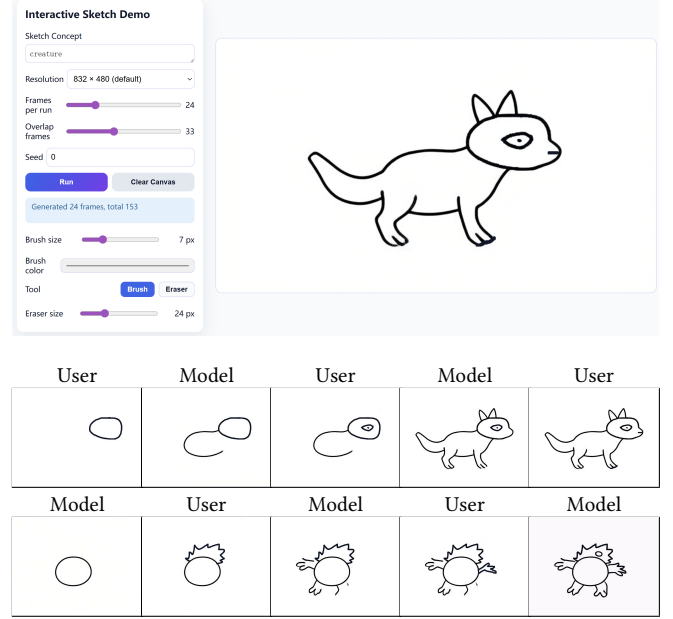 Interactive Sketch Demo
Sketch Concept
creature
Resolution 832 × 480 (default)
Frames per run 24
Overlap frames 33
Seed 0
Run Clear Canvas
Generated 24 frames, total 153
Brush size 7 px
Brush color
Tool Brush Eraser
Eraser size 24 px
User Model User Model User
Model User Model User Model